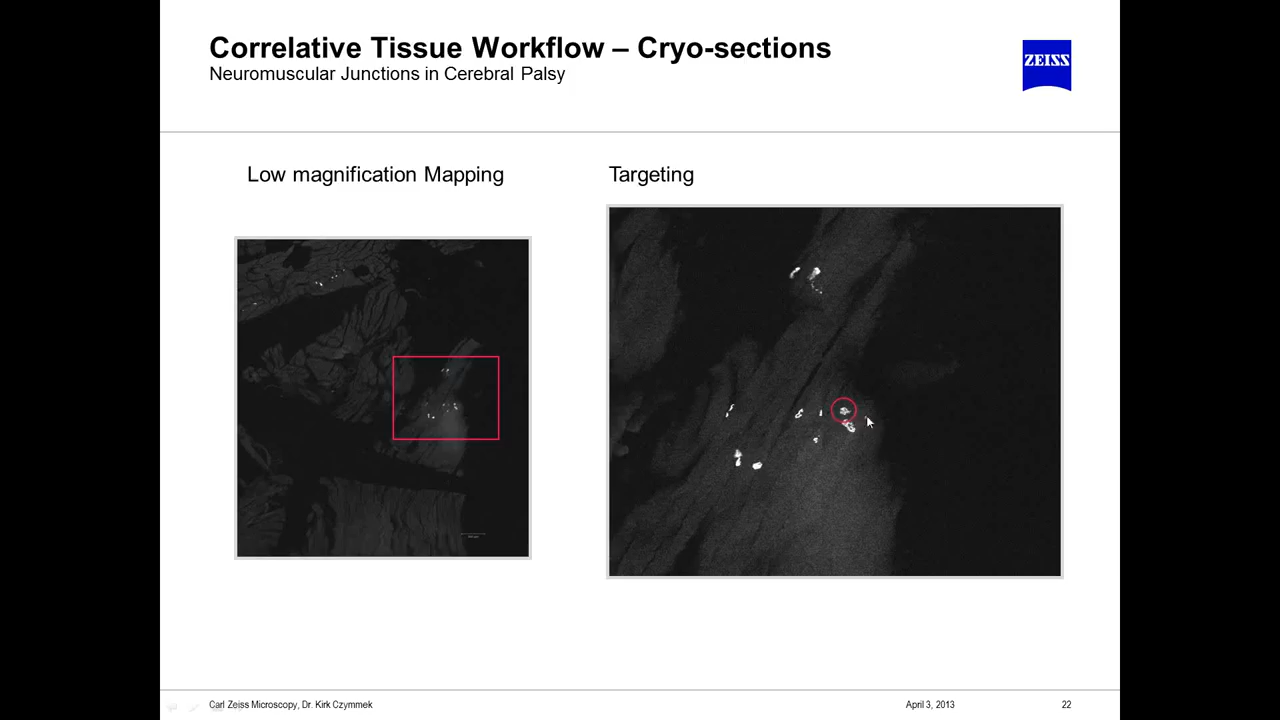 Correlative Tissue Workflow – Cryo-sections
Neuromuscular Junctions in Cerebral Palsy
ZEISS
Low magnification Mapping
Targeting
Carl Zeiss Microscopy, Dr. Kirk Czymmek
April 3, 2013
22